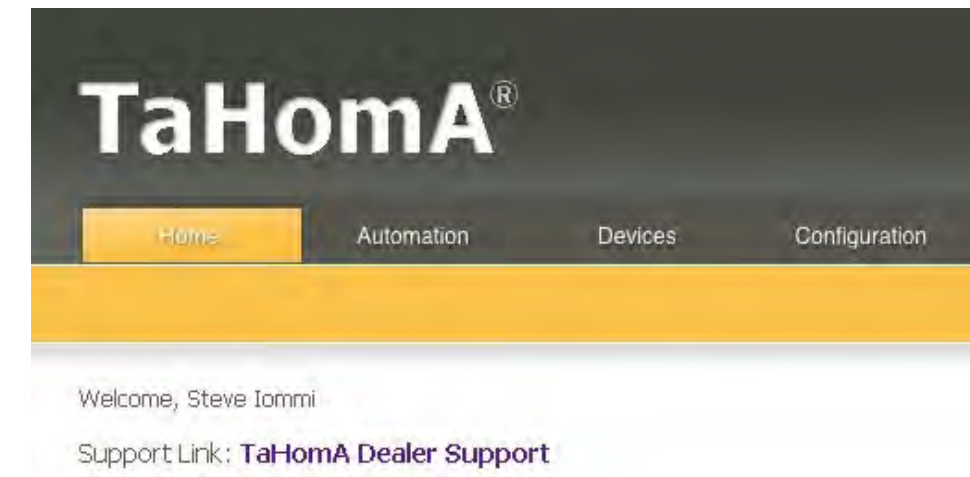 TaHomA®
Home Automation Devices Configuration
Welcome, Steve Iommi
Support Link: TaHomA Dealer Support